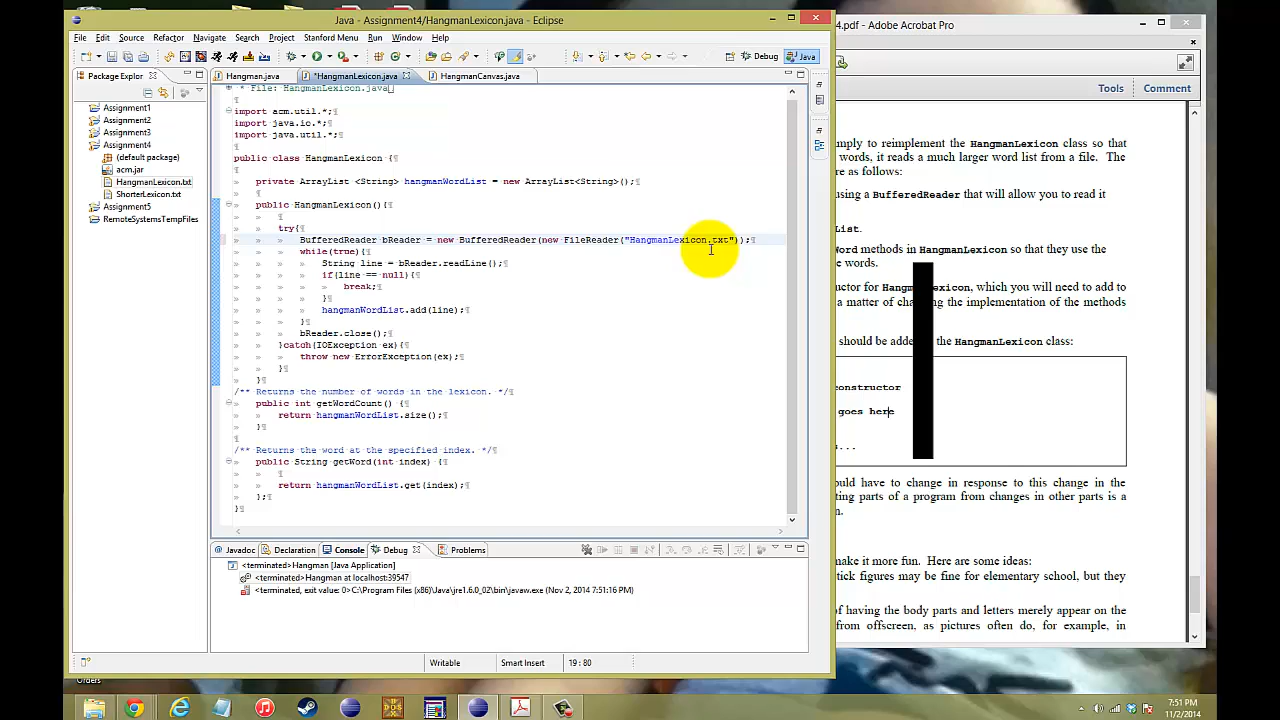 Java - Assignment4/HangmanLexicon.java - Eclipse
File Edit Source Refactor Navigate Search Project Stanford Menu Run Window Help
Debug Java
Package Explor
Assignment1
Assignment2
Assignment3
Assignment4
(default package)
acm.jar
HangmanLexicon.txt
ShorterLexicon.txt
Assignment5
RemoteSystemsTempFiles
Hangman.java *HangmanLexicon.java HangmanCanvas.java
* File: HangmanLexicon.java
import acm.util.*;
import java.io.*;
import java.util.*;
public class HangmanLexicon {
private ArrayList <String> hangmanWordList = new ArrayList<String>();
public HangmanLexicon(){
try{
BufferedReader bReader = new BufferedReader(new FileReader("HangmanLexicon.txt"));
while(true){
String line = bReader.readLine();
if(line == null){
break;
}
hangmanWordList.add(line);
}
bReader.close();
}catch(IOException ex){
throw new ErrorException(ex);
}
}
/** Returns the number of words in the lexicon. */
public int getWordCount() {
return hangmanWordList.size();
}
/** Returns the word at the specified index. */
public String getWord(int index) {
return hangmanWordList.get(index);
};
}
Javadoc Declaration Console Debug Problems
<terminated> Hangman [Java Application]
<terminated>Hangman at localhost:39547
<terminated, exit value: 0>C:\Program Files (x86)\Java\jre1.6.0_02\bin\javaw.exe (Nov 2, 2014 7:51:16 PM)
Writable Smart Insert 19 : 80
4.pdf - Adobe Acrobat Pro
Tools Comment
mply to reimplement the HangmanLexicon class so that
words, it reads a much larger word list from a file. The
re as follows:
using a BufferedReader that will allow you to read it
List.
Word methods in HangmanLexicon so that they use the
e words.
ctor for Hangm exicon, which you will need to add to
a matter of cha the implementation of the methods
should be adde the HangmanLexicon class:
onstructor
goes here
s...
ould have to change in response to this change in the
ting parts of a program from changes in other parts is a
n.
make it more fun. Here are some ideas:
tick figures may be fine for elementary school, but they
of having the body parts and letters merely appear on the
from offscreen, as pictures often do, for example, in
Orders
7:51 PM
11/2/2014